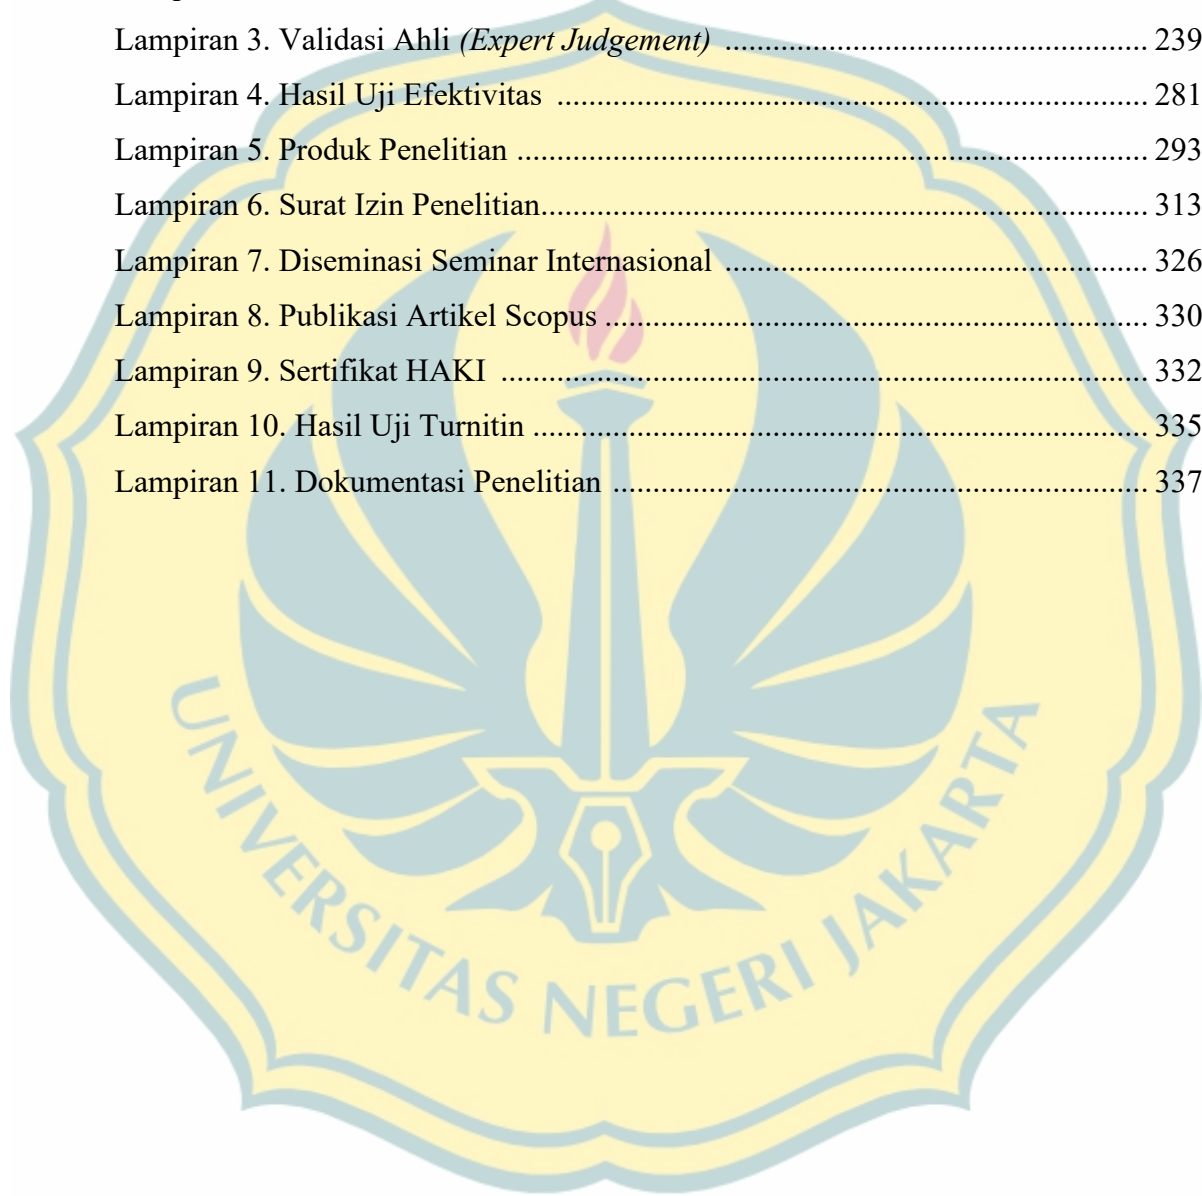 Lampiran 3. Validasi Ahli (Expert Judgement) ........................................................ 239
Lampiran 4. Hasil Uji Efektivitas ............................................................................ 281
Lampiran 5. Produk Penelitian ................................................................................. 293
Lampiran 6. Surat Izin Penelitian.............................................................................. 313
Lampiran 7. Diseminasi Seminar Internasional ....................................................... 326
Lampiran 8. Publikasi Artikel Scopus ...................................................................... 330
Lampiran 9. Sertifikat HAKI ................................................................................... 332
Lampiran 10. Hasil Uji Turnitin ............................................................................... 335
Lampiran 11. Dokumentasi Penelitian ..................................................................... 337
UNIVERSITAS NEGERI JAKARTA